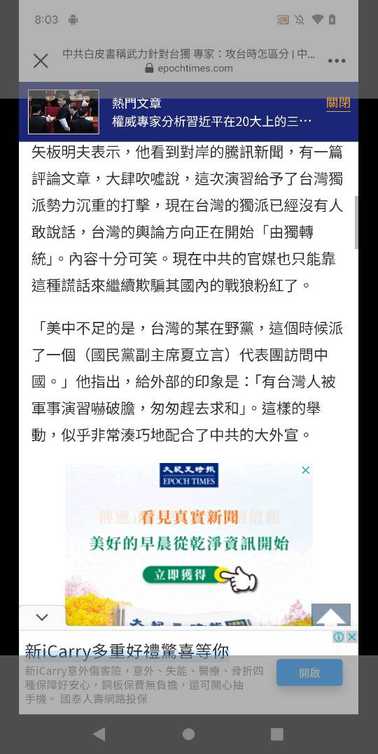 8:03
中共白皮書稱武力針對台獨 專家：攻台時怎區分 | 中...
epochtimes.com
熱門文章
關閉
權威專家分析習近平在20大上的三⋯
矢板明夫表示，他看到對岸的騰訊新聞，有一篇
評論文章，大肆吹噓說，這次演習給予了台灣獨
派勢力沉重的打擊，現在台灣的獨派已經沒有人
敢說話，台灣的輿論方向正在開始「由獨轉
統」。內容十分可笑。現在中共的官媒也只能靠
這種謊話來繼續欺騙其國內的戰狼粉紅了。
「美中不足的是，台灣的某在野黨，這個時候派
了一個（國民黨副主席夏立言）代表團訪問中
國。」他指出，給外部的印象是：「有台灣人被
軍事演習嚇破膽，匆匆趕去求和」。這樣的舉
動，似乎非常湊巧地配合了中共的大外宣。
大紀元時報
EPOCH TIMES
看見真實新聞
美好的早晨從乾淨資訊開始
立即獲得
大紀元時報
新iCarry多重好禮驚喜等你
新iCarry意外傷害險，意外、失能、醫療、骨折四
種保障好安心，銅板保費無負擔，還可開心抽
手機。 國泰人壽網路投保
開啟